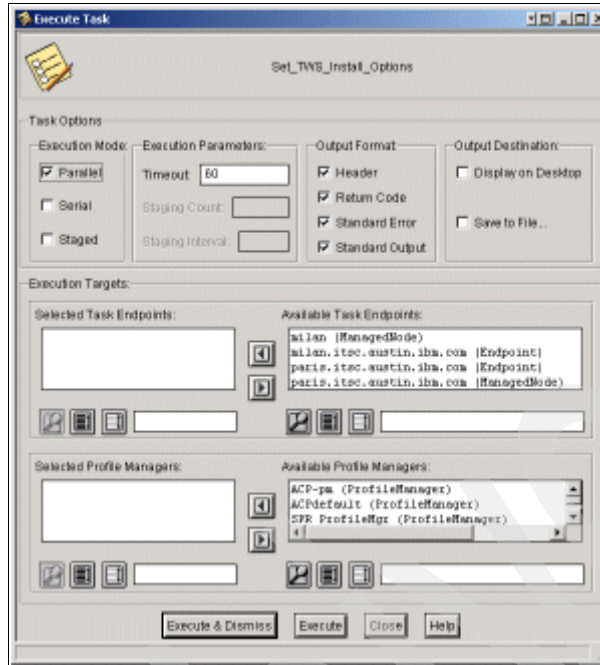 Execute Task
Set_TWS_Install_Options
Task Options
Execution Mode: Execution Parameters: Output Format Output Destination:
Parallel Timeout 60 Header Display on Desktop
Serial Staging Count: Return Code Save to File...
Staged Staging Interval: Standard Error
Standard Output
Execution Targets:
Selected Task Endpoints: Available Task Endpoints:
milan (ManagedNode)
milan.itsc.austin.ibm.com (Endpoint)
paris.itsc.austin.ibm.com (Endpoint)
paris.itsc.austin.ibm.com (ManagedNode)
Selected Profile Managers: Available Profile Managers:
ACP-pm (ProfileManager)
ACPdefault (ProfileManager)
SPR ProfileMgr (ProfileManager)
Execute & Dismiss Execute Close Help